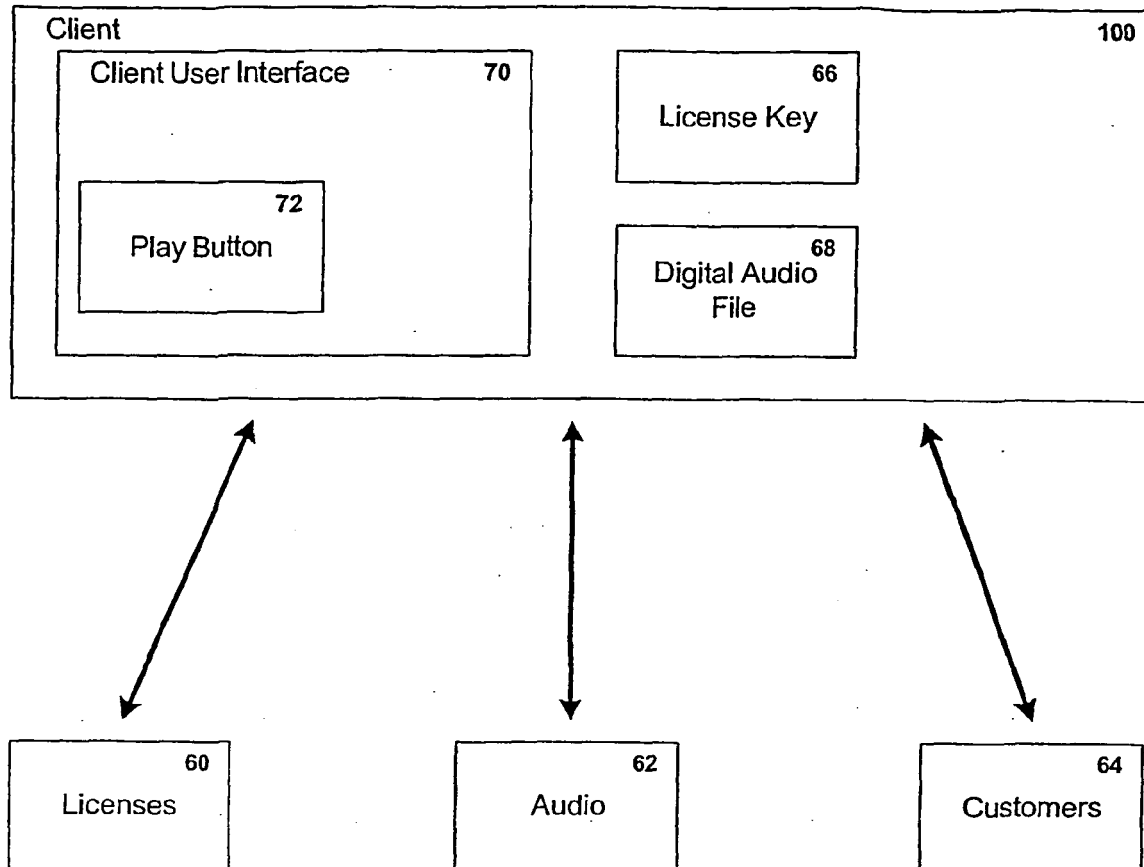 Client 100
Client User Interface 70
66
License Key
72
Play Button
68
Digital Audio
File
60
Licenses
62
Audio
64
Customers